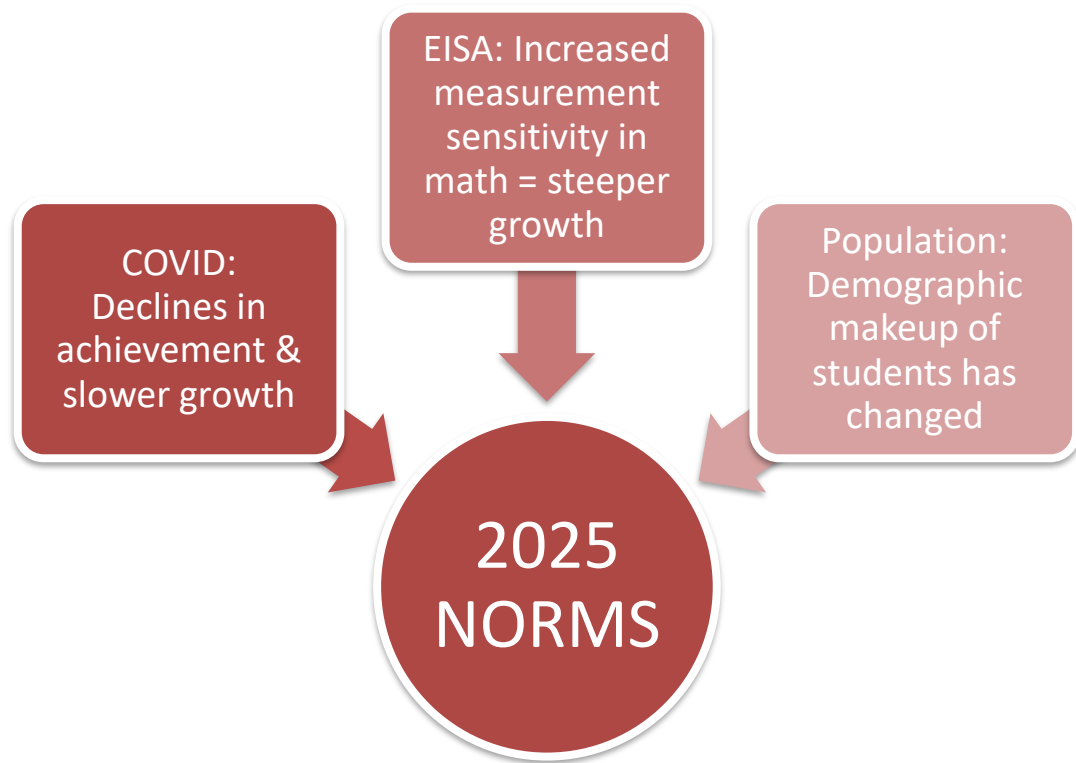 EISA: Increased
measurement
sensitivity in
math = steeper
growth
COVID:
Declines in
achievement &
slower growth
Population:
Demographic
makeup of
students has
changed
2025
NORMS